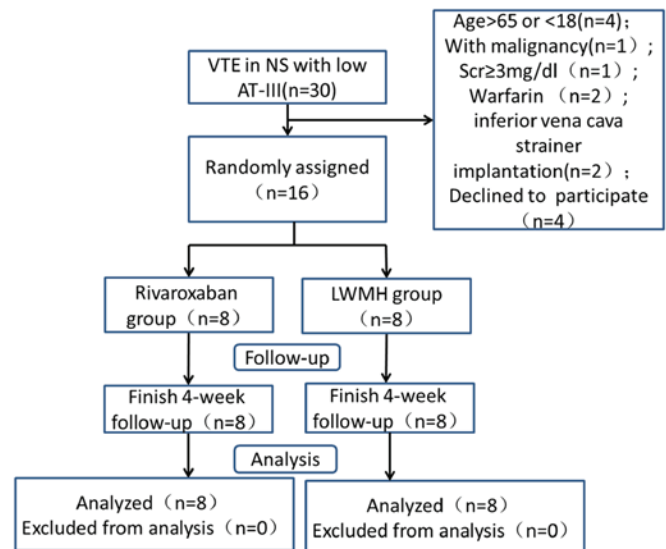 VTE in NS with low
AT-III(n=30)
Age>65 or <18(n=4)；
With malignancy(n=1)；
Scr≥3mg/dl（n=1）；
Warfarin （n=2）；
inferior vena cava
strainer
implantation(n=2）；
Declined to participate
（n=4）
Randomly assigned
（n=16）
Rivaroxaban
group（n=8）
LWMH group
（n=8）
Follow-up
Finish 4-week
follow-up（n=8）
Finish 4-week
follow-up（n=8）
Analysis
Analyzed（n=8）
Excluded from analysis（n=0）
Analyzed（n=8）
Excluded from analysis（n=0）